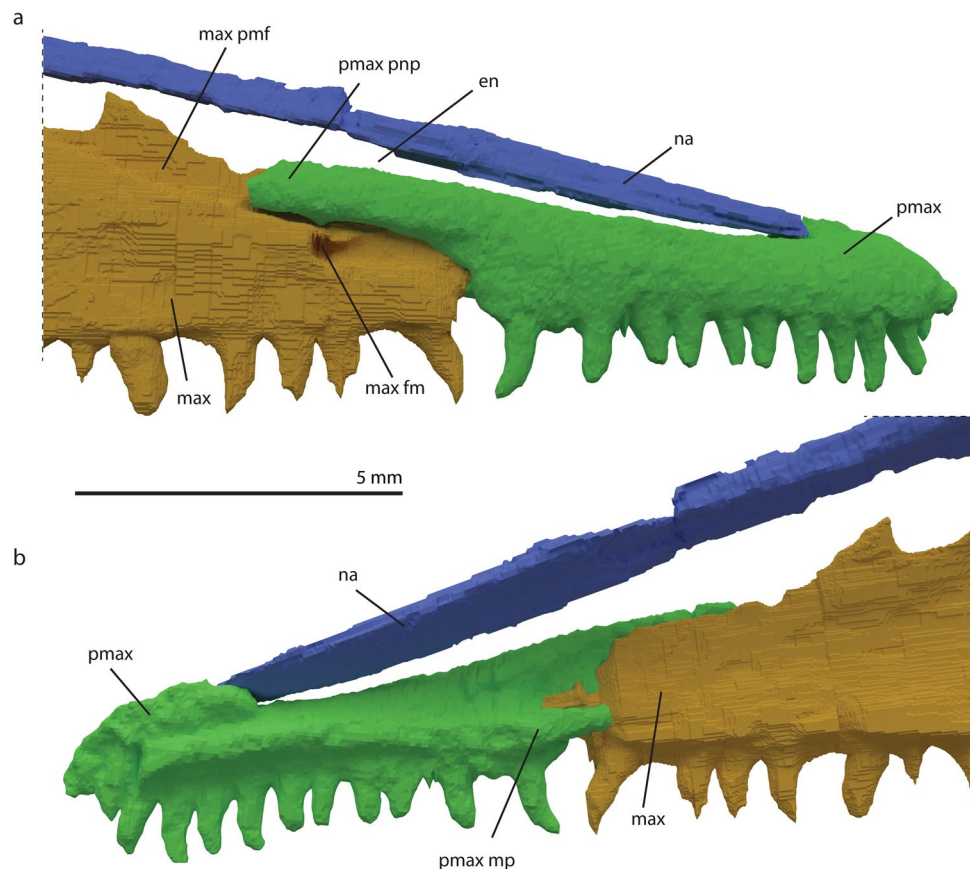 a
max pmf
pmax pnp
en
na
pmax
max
max fm
5 mm
b
na
pmax
max
pmax mp